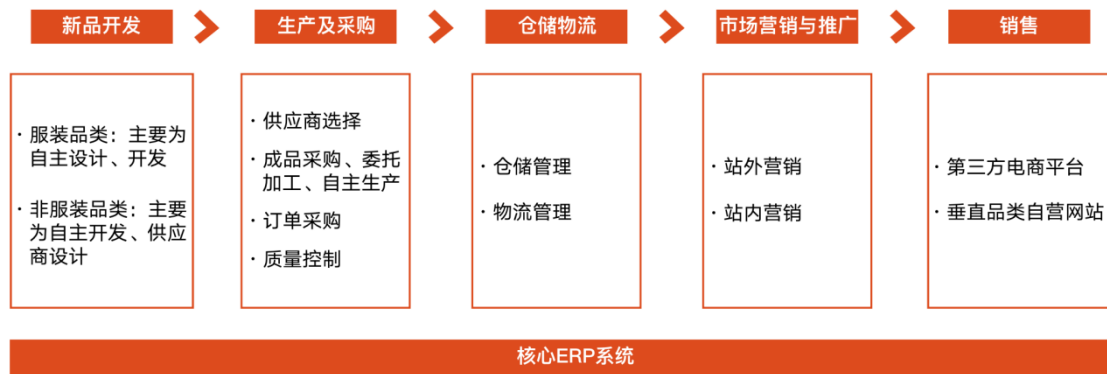 新品开发
生产及采购
仓储物流
市场营销与推广
销售
· 服装品类：主要为
自主设计、开发
· 非服装品类：主要
为自主开发、供应
商设计
· 供应商选择
· 成品采购、委托
加工、自主生产
· 订单采购
· 质量控制
· 仓储管理
· 物流管理
· 站外营销
· 站内营销
· 第三方电商平台
· 垂直品类自营网站
核心ERP系统